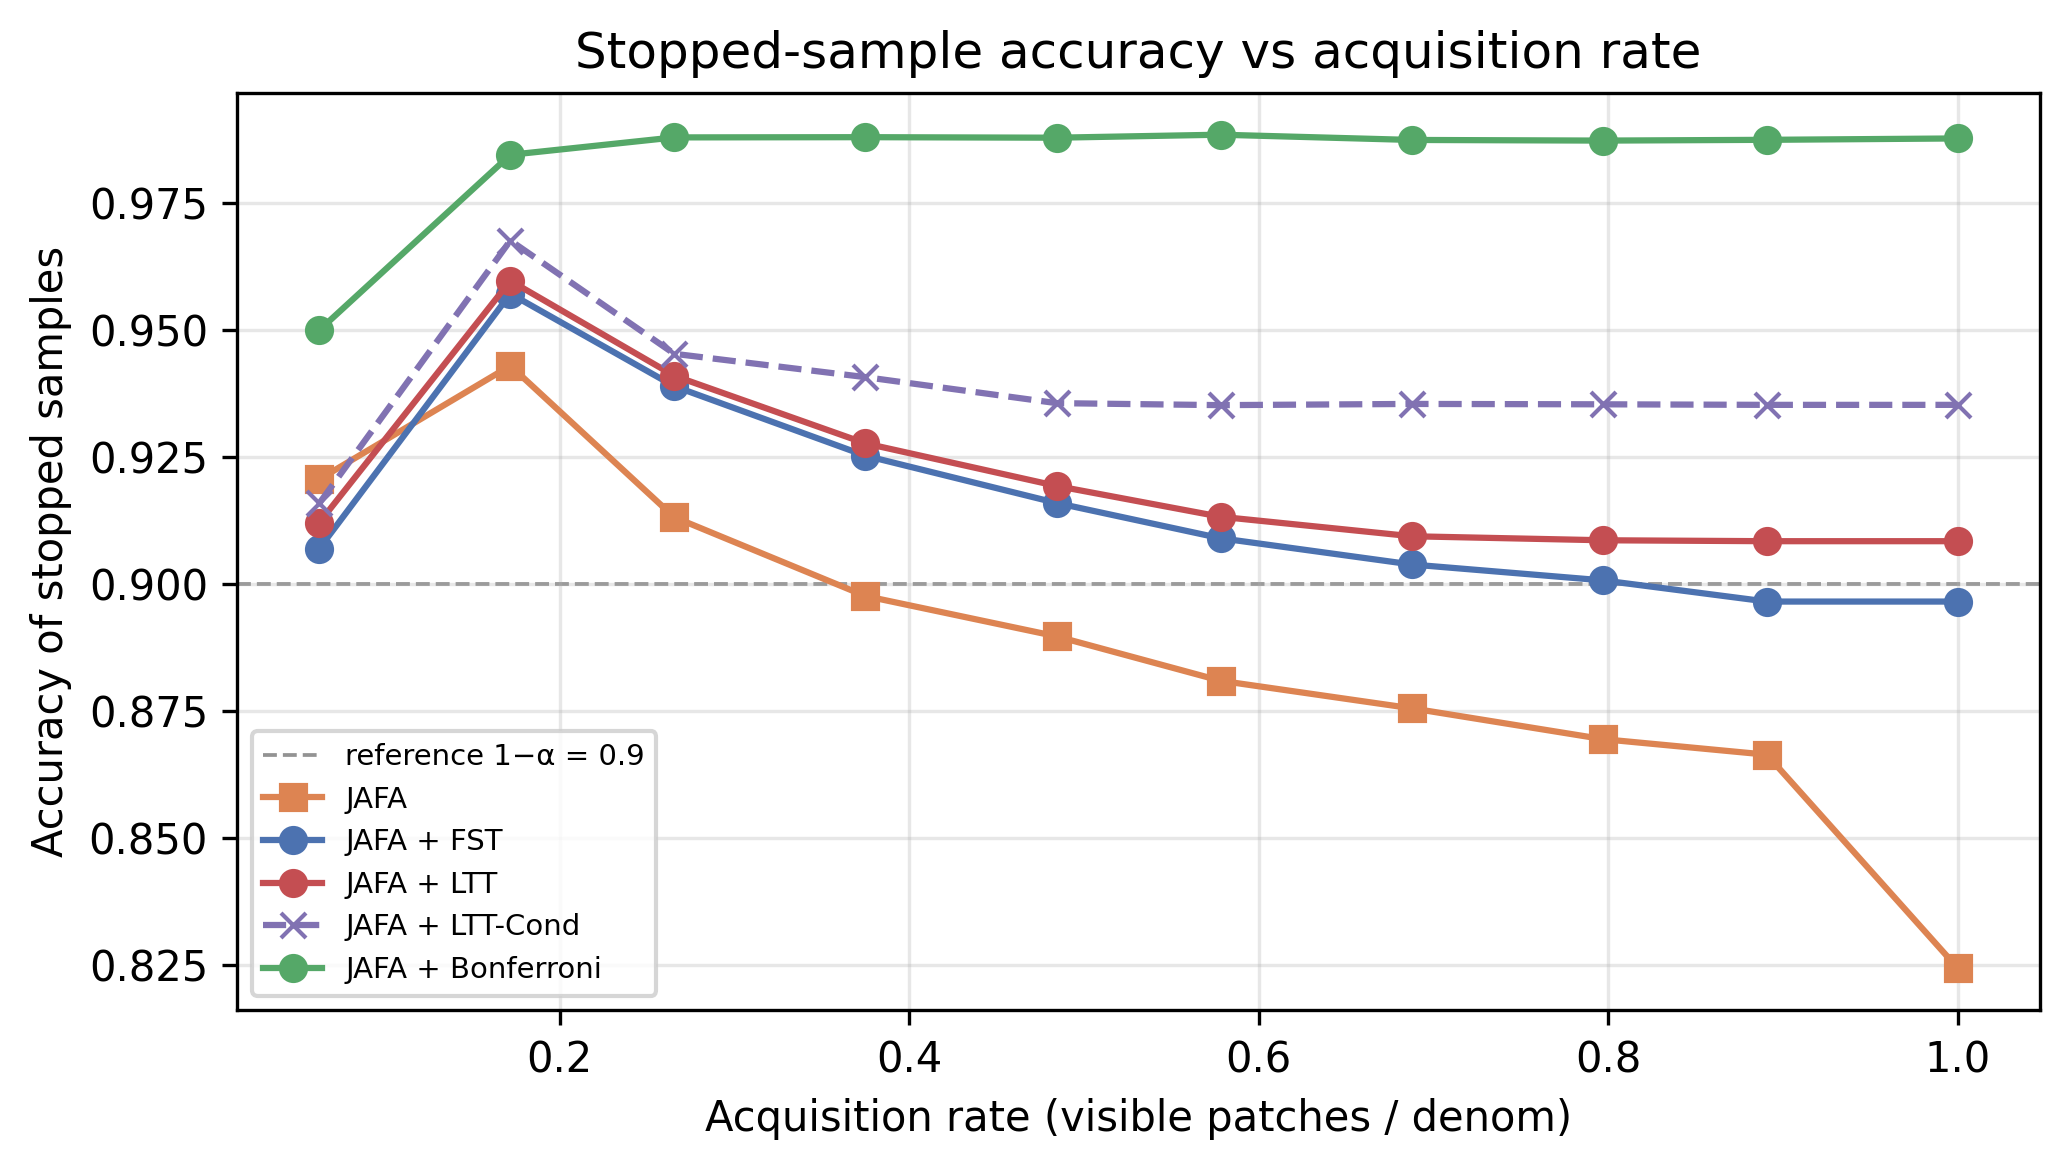 Stopped-sample accuracy vs acquisition rate
Accuracy of stopped samples
0.975
0.950
0.925
0.900
0.875
0.850
0.825
reference 1−α = 0.9
JAFA
JAFA + FST
JAFA + LTT
JAFA + LTT-Cond
JAFA + Bonferroni
0.2 0.4 0.6 0.8 1.0
Acquisition rate (visible patches / denom)